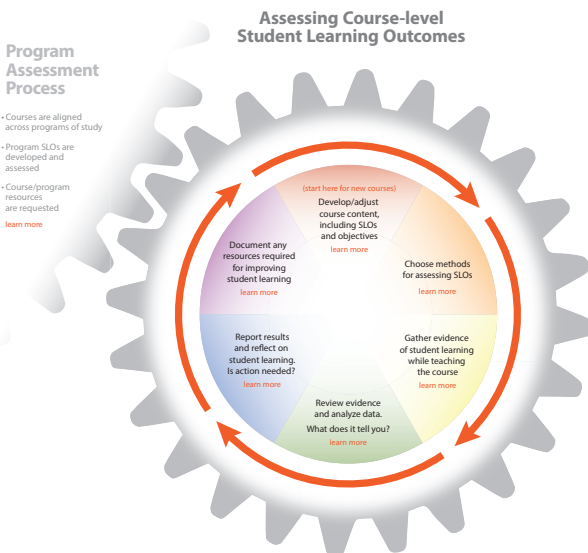 Assessing Course-level
Student Learning Outcomes
Program
Assessment
Process
• Courses are aligned
across programs of study
• Program SLOs are
developed and
assessed
• Course/program
resources
are requested
learn more
(start here for new courses)
Develop/adjust
course content,
including SLOs
and objectives
learn more
Choose methods
for assessing SLOs
learn more
Gather evidence
of student learning
while teaching
the course
learn more
Review evidence
and analyze data.
What does it tell you?
learn more
Report results
and reflect on
student learning.
Is action needed?
learn more
Document any
resources required
for improving
student learning
learn more